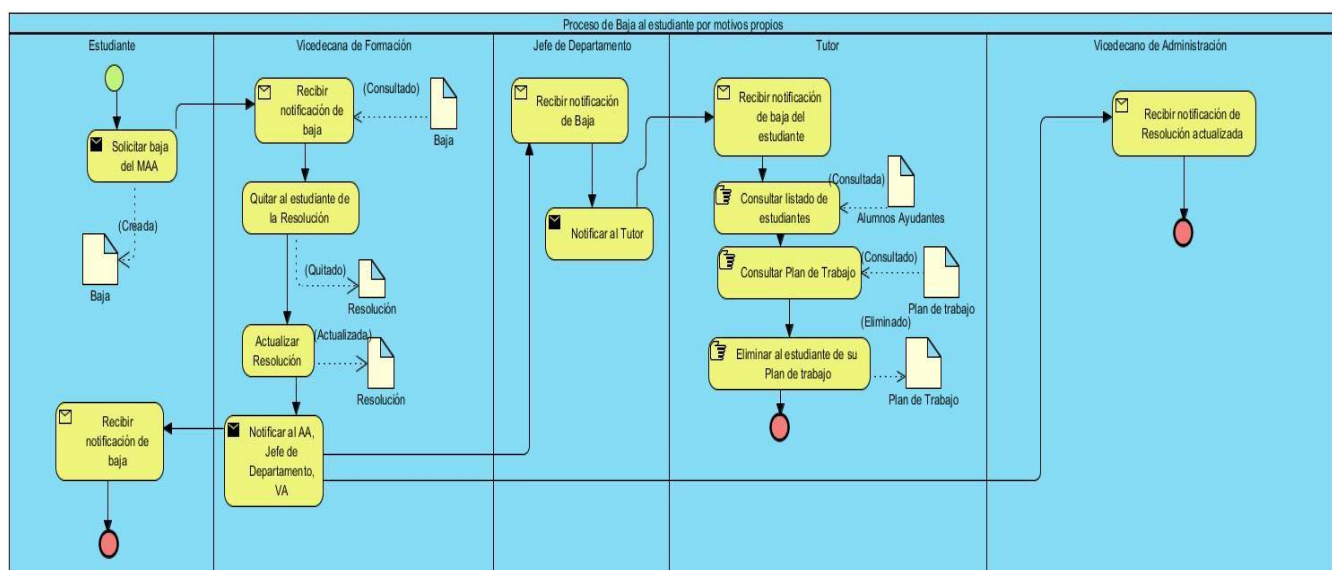 Proceso de Baja al estudiante por motivos propios
Estudiante
Vicedecana de Formación
Jefe de Departamento
Tutor
Vicedecano de Administración
Solicitar baja
del MAA
(Creada)
Baja
Recibir
notificación de
baja
Recibir
notificación de
baja
(Consultado)
Baja
Quitar al estudiante de
la Resolución
(Quitado)
Resolución
Actualizar
Resolución
(Actualizada)
Resolución
Notificar al AA,
Jefe de
Departamento,
VA
Recibir notificación
de Baja
Notificar al Tutor
Recibir notificación
de baja del
estudiante
(Consultada)
Consultar listado de
estudiantes
Alumnos Ayudantes
(Consultado)
Consultar Plan de Trabajo
Plan de trabajo
(Eliminado)
Eliminar al estudiante de su
Plan de trabajo
Plan de Trabajo
Recibir notificación de
Resolución actualizada